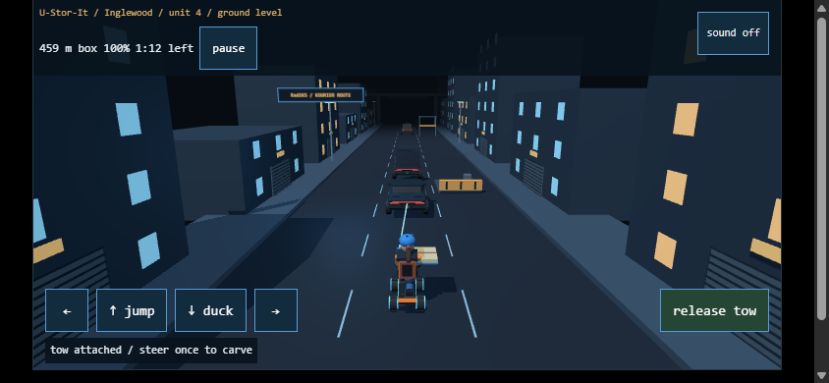 U-Stor-It / Inglewood / unit 4 / ground level
459 m box 100% 1:12 left
pause
sound off
← 
↑ jump
↓ duck
→
release tow
tow attached / steer once to carve